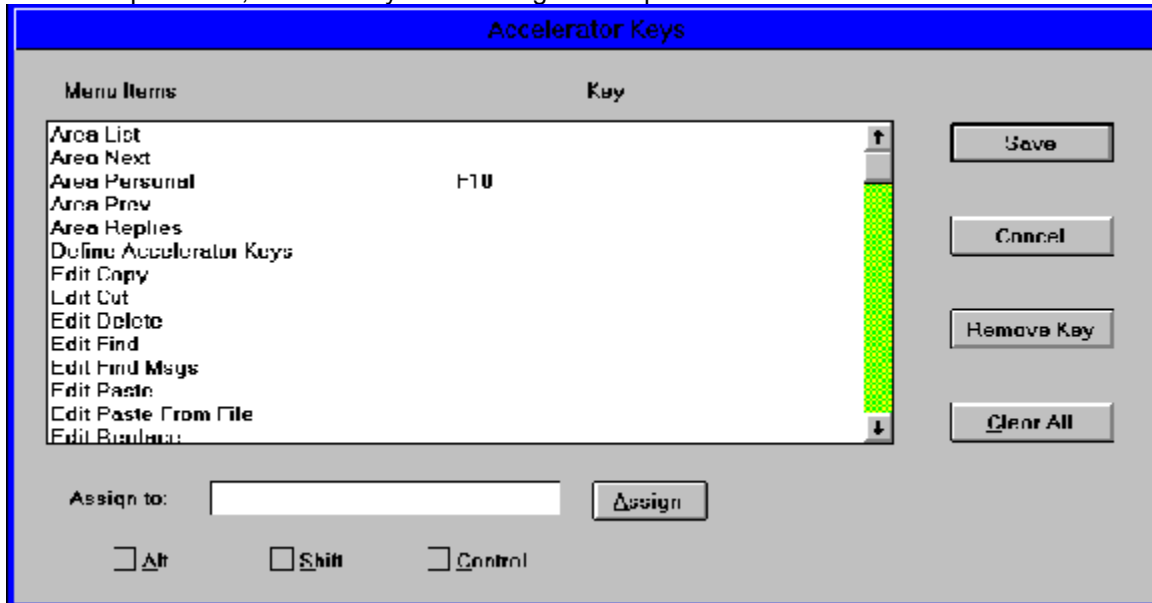 Accelerator Keys
Menu Items Key
Area List
Area Next
Area Personal F10
Area Prev
Area Replies
Define Accelerator Keys
Edit Copy
Edit Cut
Edit Delete
Edit Find
Edit Find Msgs
Edit Paste
Edit Paste From File
Edit Replace
Save
Cancel
Remove Key
Clear All
Assign to: Assign
Alt Shift Control